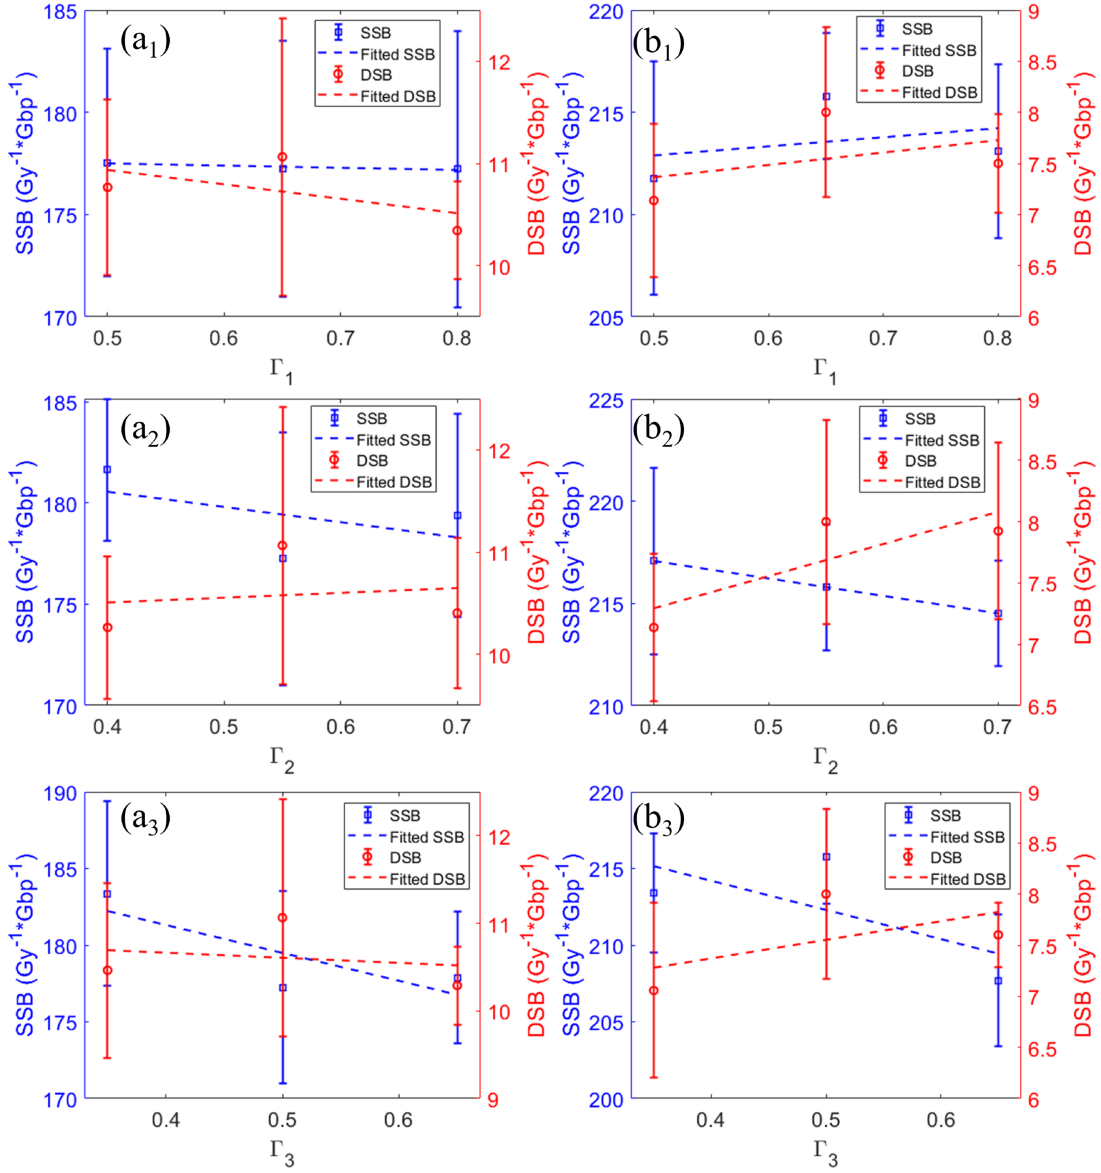 (a1)
SSB
Fitted SSB
DSB
Fitted DSB
185
180
175
170
SSB (Gy-1*Gbp-1)
12
11
10
DSB (Gy-1*Gbp-1)
0.5 0.6 0.7 0.8
Γ1
(b1)
SSB
Fitted SSB
DSB
Fitted DSB
220
215
210
205
SSB (Gy-1*Gbp-1)
9
8.5
8
7.5
7
6.5
6
DSB (Gy-1*Gbp-1)
0.5 0.6 0.7 0.8
Γ1
(a2)
SSB
Fitted SSB
DSB
Fitted DSB
185
180
175
170
SSB (Gy-1*Gbp-1)
12
11
10
DSB (Gy-1*Gbp-1)
0.4 0.5 0.6 0.7
Γ2
(b2)
SSB
Fitted SSB
DSB
Fitted DSB
225
220
215
210
SSB (Gy-1*Gbp-1)
9
8.5
8
7.5
7
6.5
DSB (Gy-1*Gbp-1)
0.4 0.5 0.6 0.7
Γ2
(a3)
SSB
Fitted SSB
DSB
Fitted DSB
190
185
180
175
170
SSB (Gy-1*Gbp-1)
12
11
10
9
DSB (Gy-1*Gbp-1)
0.4 0.5 0.6
Γ3
(b3)
SSB
Fitted SSB
DSB
Fitted DSB
220
215
210
205
200
SSB (Gy-1*Gbp-1)
9
8.5
8
7.5
7
6.5
6
DSB (Gy-1*Gbp-1)
0.4 0.5 0.6
Γ3